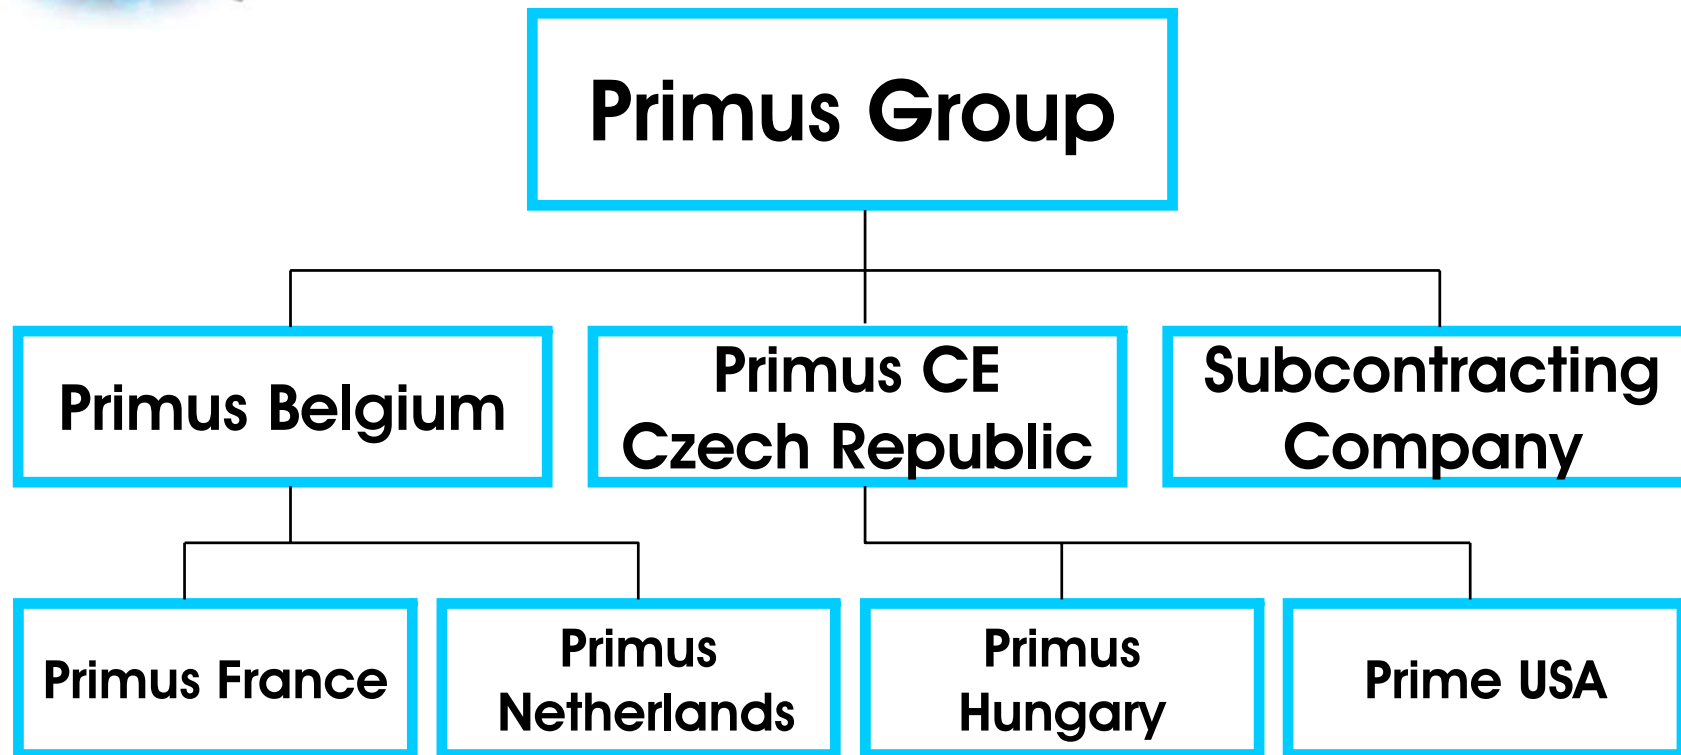 Primus Group
Primus Belgium
Primus CE
Czech Republic
Subcontracting
Company
Primus France
Primus
Netherlands
Primus
Hungary
Prime USA